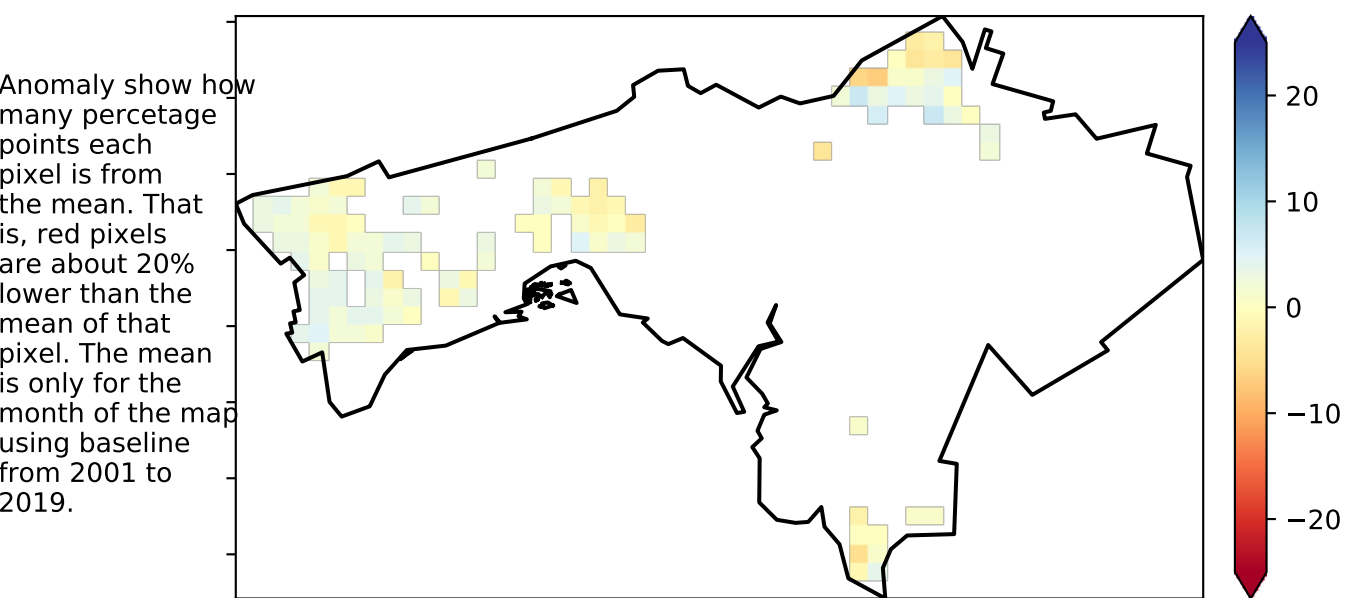 Anomaly show how
many percetage
points each
pixel is from
the mean. That
is, red pixels
are about 20%
lower than the
mean of that
pixel. The mean
is only for the
month of the map
using baseline
from 2001 to
2019.
20
10
0
−10
−20